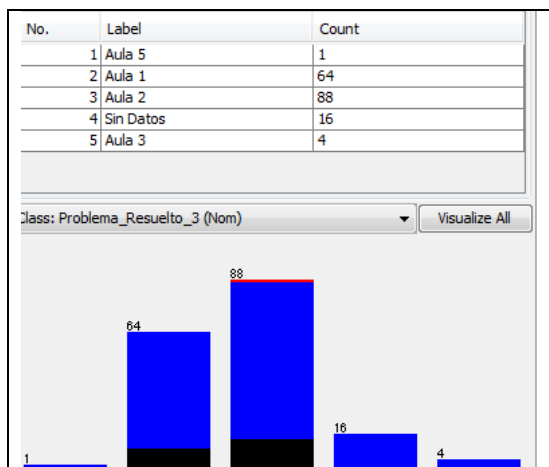 No. Label Count
1 Aula 5 1
2 Aula 1 64
3 Aula 2 88
4 Sin Datos 16
5 Aula 3 4
Class: Problema_Resuelto_3 (Nom) Visualize All
88
64
16
4
1